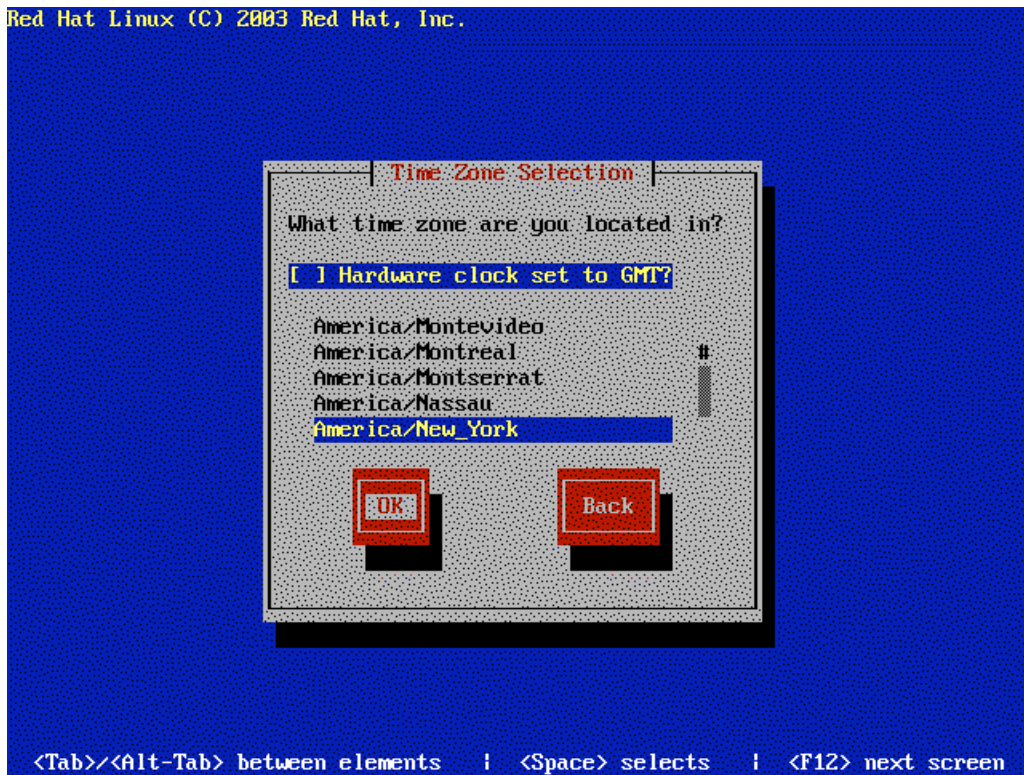 Red Hat Linux (C) 2003 Red Hat, Inc.
Time Zone Selection
What time zone are you located in?
[ ] Hardware clock set to GMT?
America/Montevideo
America/Montreal #
America/Montserrat
America/Nassau
America/New_York
OK Back
<Tab>/<Alt-Tab> between elements | <Space> selects | <F12> next screen